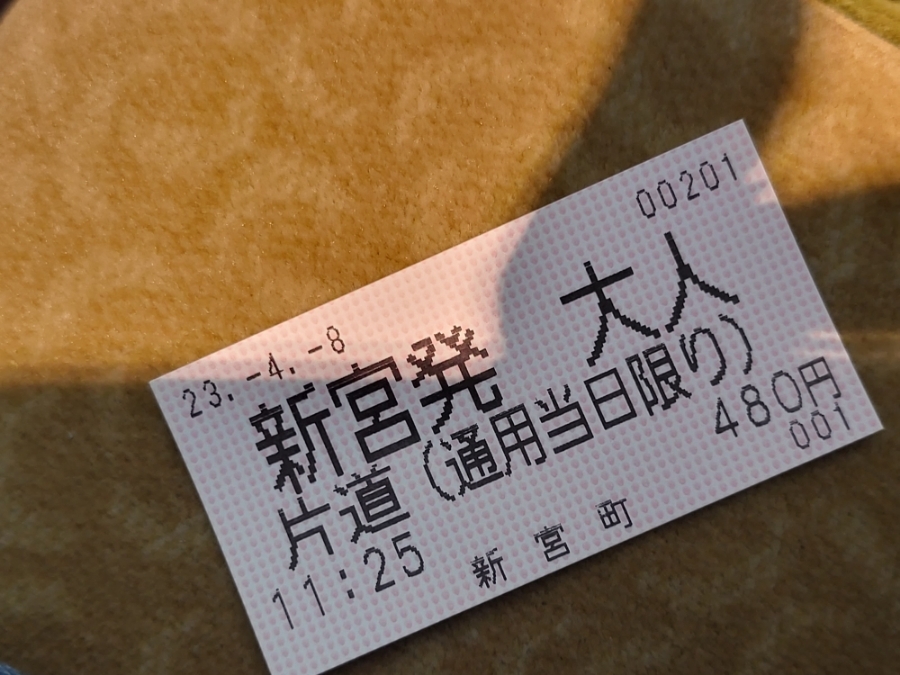 00201
23.-4.-8
新宮発 大人
片道(通用当日限り)
480円
11:25 新宮町 001